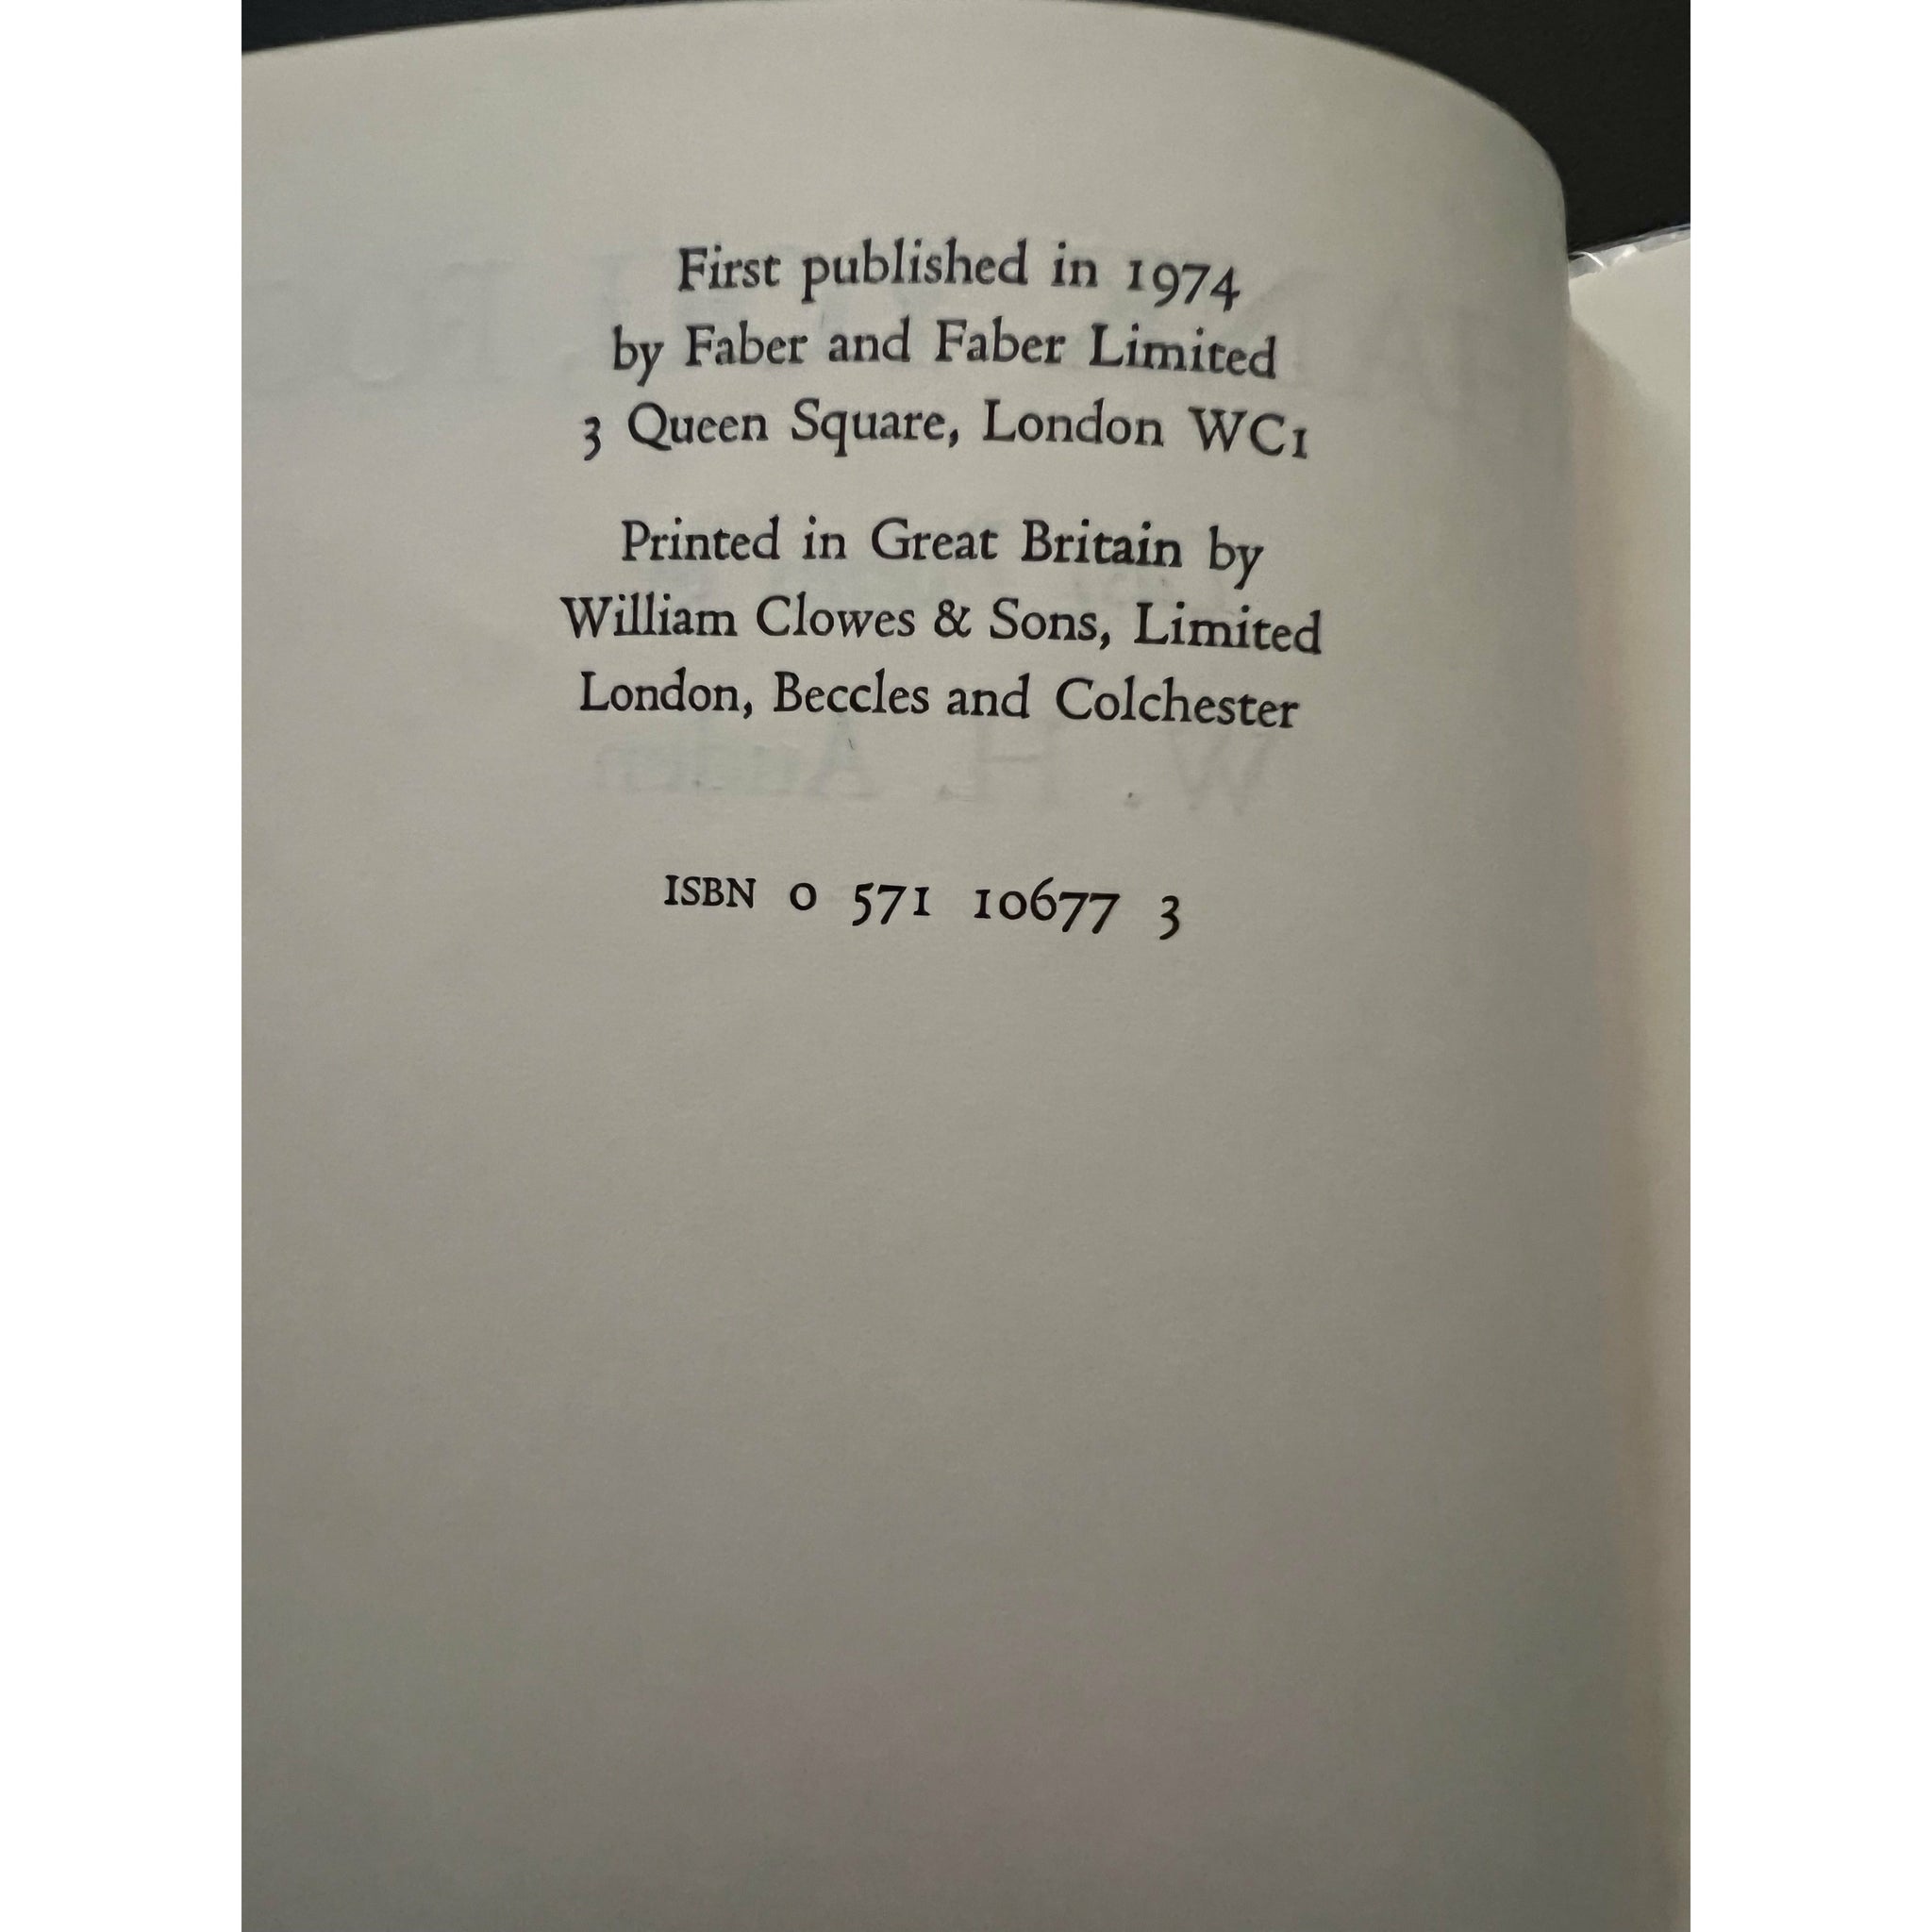 First published in 1974
by Faber and Faber Limited
3 Queen Square, London WC1
Printed in Great Britain by
William Clowes & Sons, Limited
London, Beccles and Colchester
W. H. Auden
ISBN 0 571 10677 3